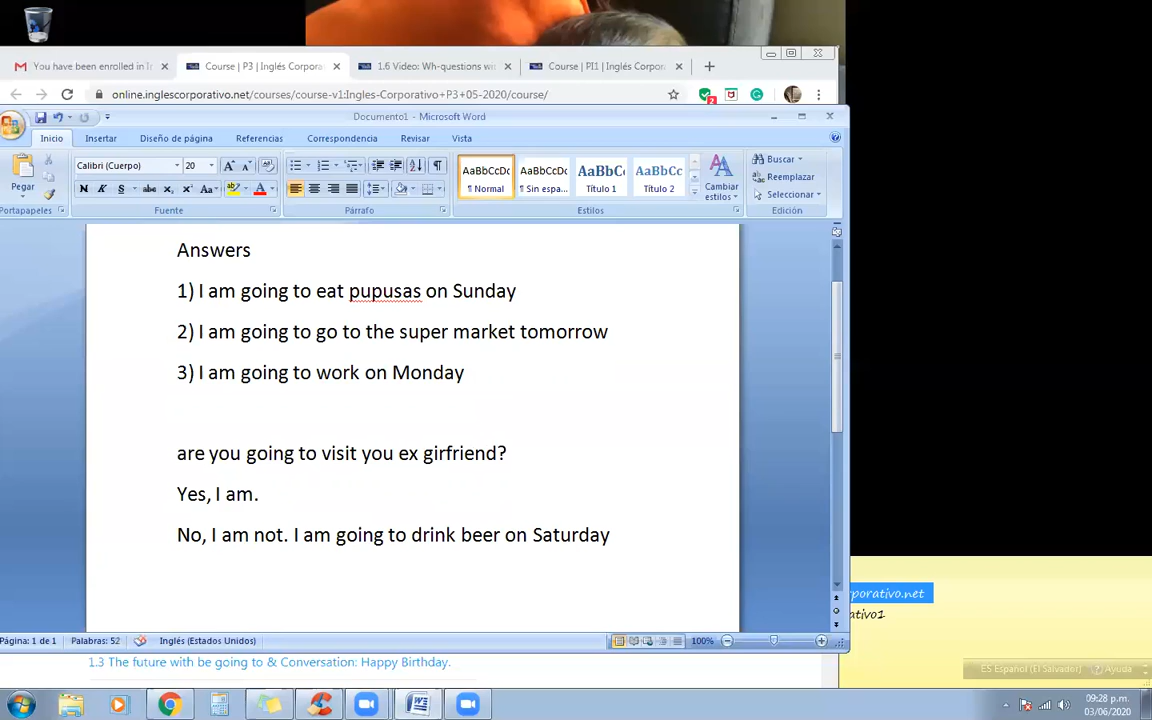 You have been enrolled in I
Course | P3 | Inglés Corporati
1.6 Video: Wh-questions w
Course | PI1 | Inglés Corpora
online.inglescorporativo.net/courses/course-v1:Ingles-Corporativo+P3+05-2020/course/
2
Documento1 - Microsoft Word
Inicio Insertar Diseño de página Referencias Correspondencia Revisar Vista
Pegar
Calibri (Cuerpo) 20
AaBbCcDc AaBbCcDc AaBbC AaBbCc
¶ Normal ¶ Sin espa... Título 1 Título 2
Cambiar estilos
Buscar
Reemplazar
Seleccionar
Portapapeles Fuente Párrafo Estilos Edición
Answers
1) I am going to eat pupusas on Sunday
2) I am going to go to the super market tomorrow
3) I am going to work on Monday
are you going to visit you ex girfriend?
Yes, I am.
No, I am not. I am going to drink beer on Saturday
porativo.net
ativo1
Página: 1 de 1 Palabras: 52 Inglés (Estados Unidos) 100%
1.3 The future with be going to & Conversation: Happy Birthday.
ES Español (El Salvador) Ayuda
09:28 p.m.
03/06/2020